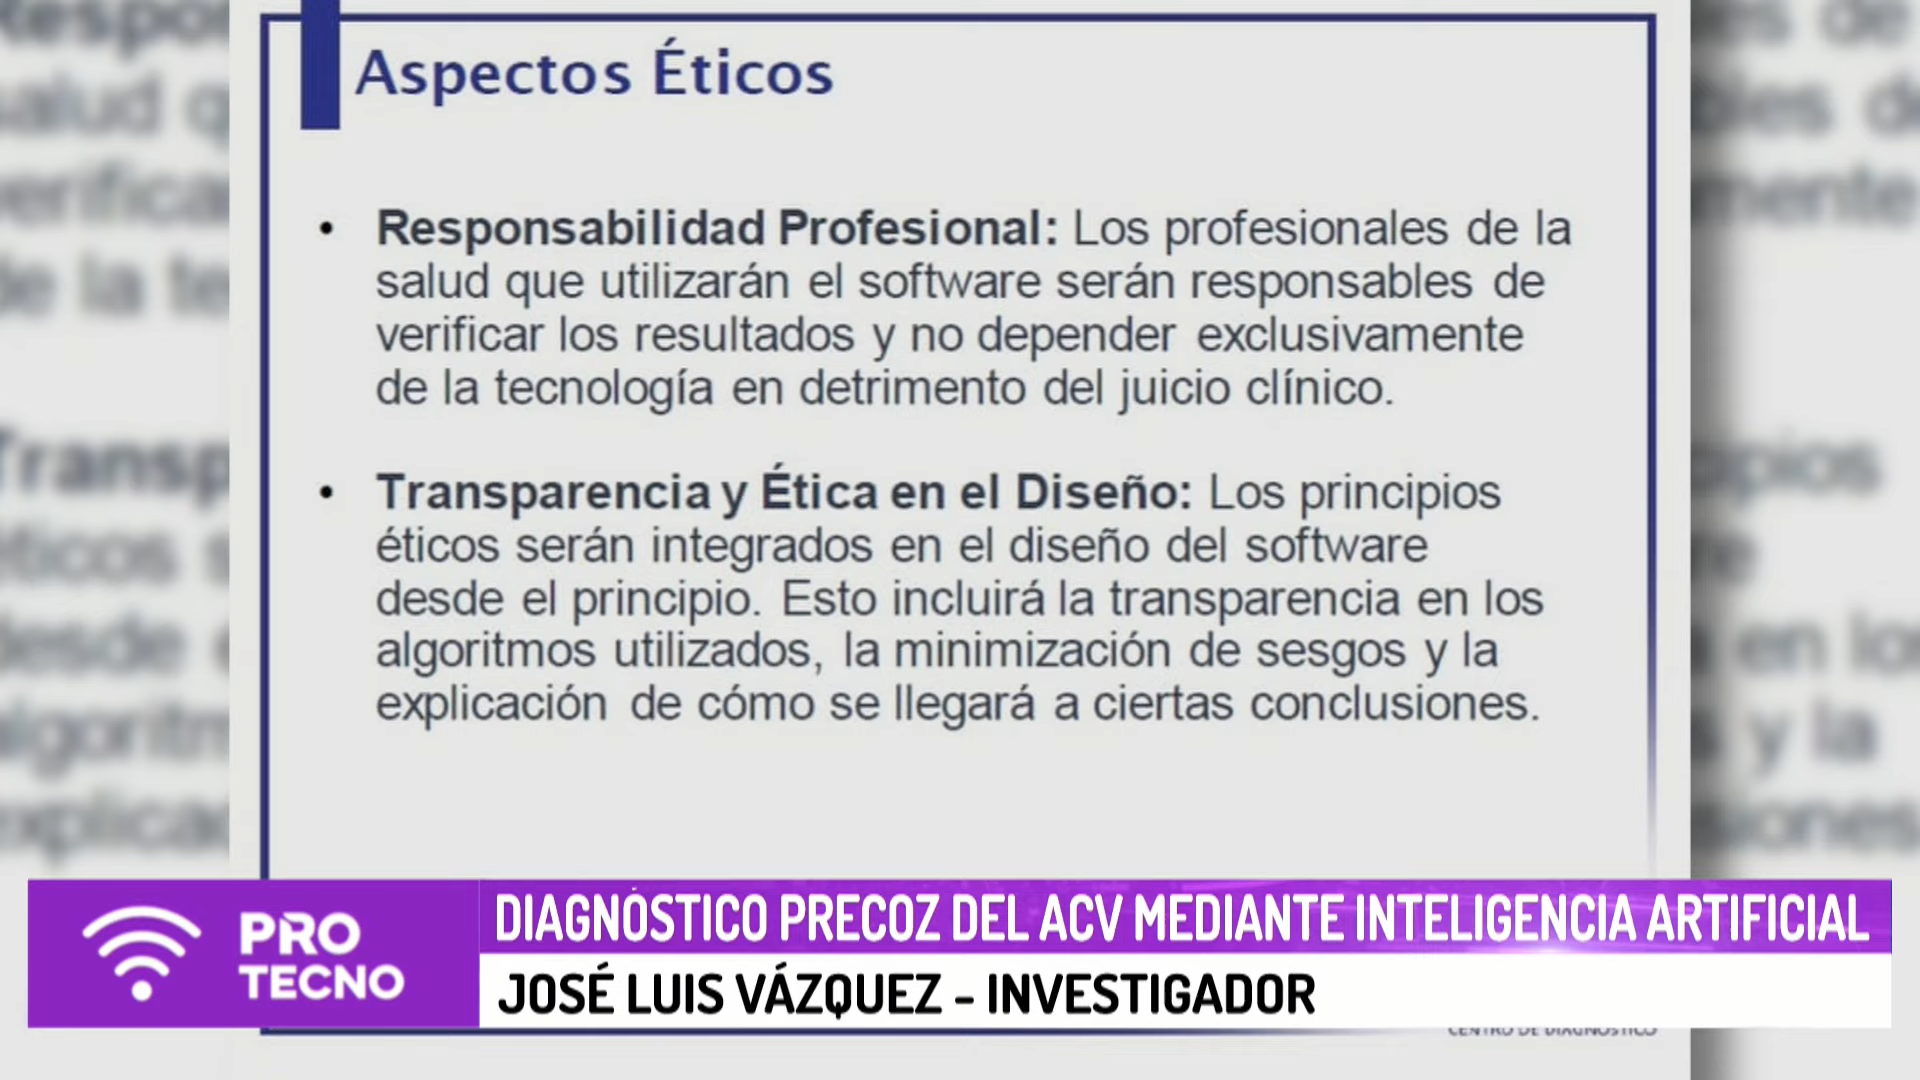 Aspectos Éticos
• Responsabilidad Profesional: Los profesionales de la
salud que utilizarán el software serán responsables de
verificar los resultados y no depender exclusivamente
de la tecnología en detrimento del juicio clínico.
• Transparencia y Ética en el Diseño: Los principios
éticos serán integrados en el diseño del software
desde el principio. Esto incluirá la transparencia en los
algoritmos utilizados, la minimización de sesgos y la
explicación de cómo se llegará a ciertas conclusiones.
PRO
TECNO
DIAGNÓSTICO PRECOZ DEL ACV MEDIANTE INTELIGENCIA ARTIFICIAL
JOSÉ LUIS VÁZQUEZ - INVESTIGADOR
CENTRO DE DIAGNÓSTICO